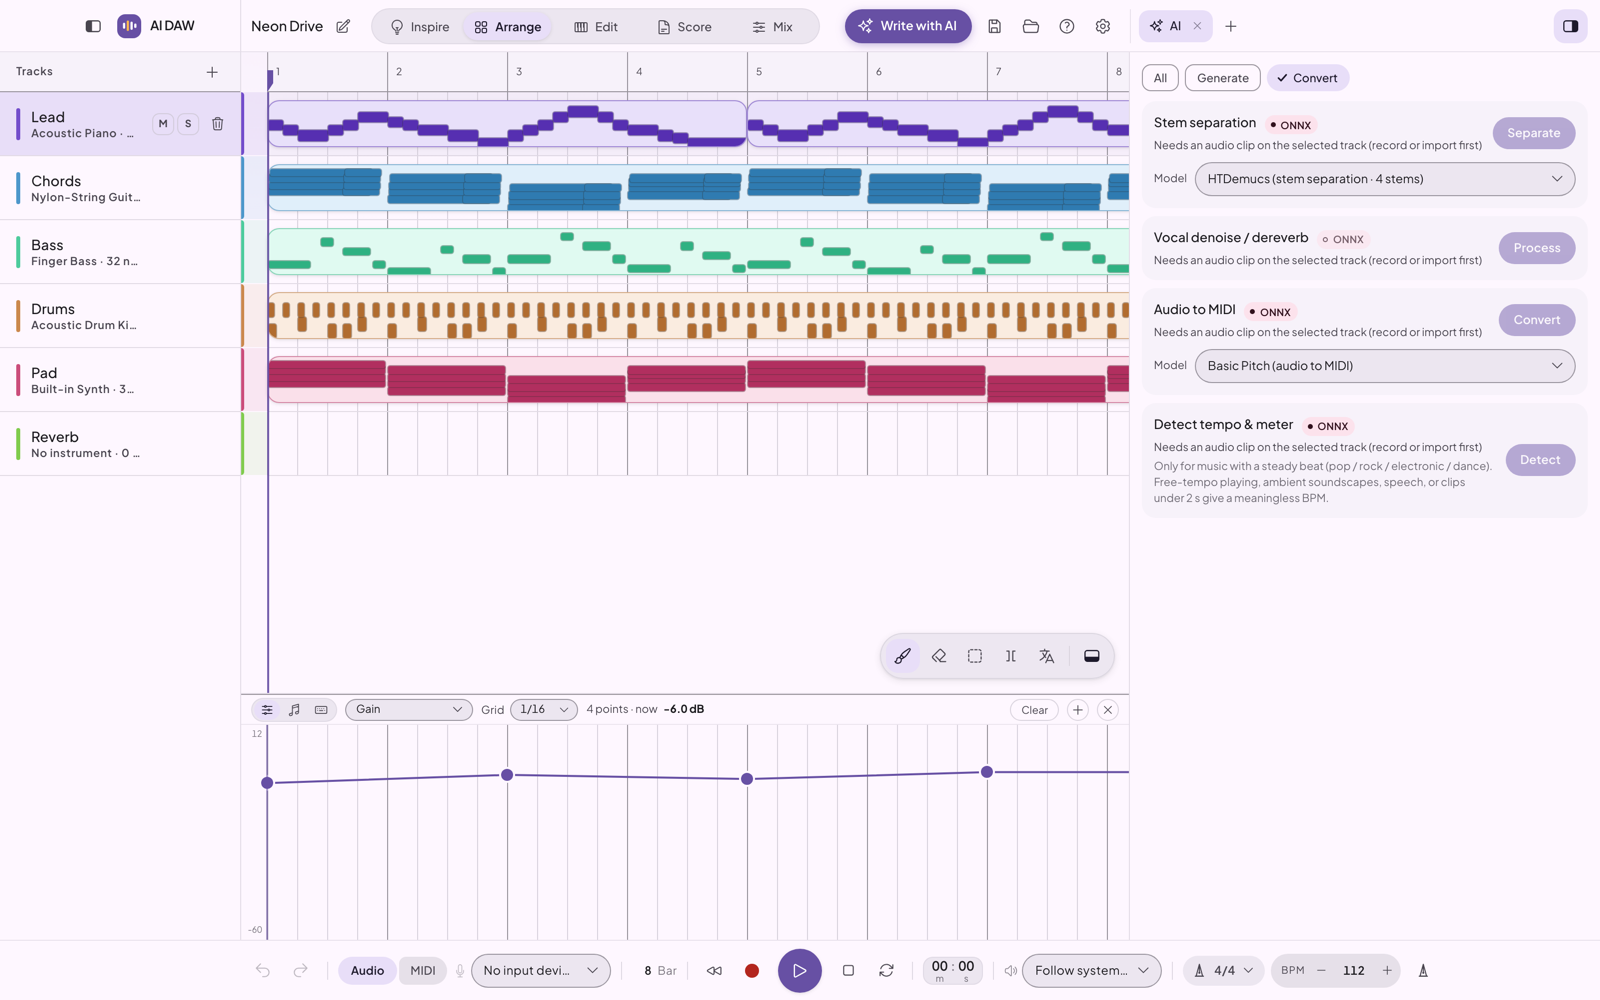 AI DAW
Neon Drive
Inspire
Arrange
Edit
Score
Mix
Write with AI
AI
Tracks
1 2 3 4 5 6 7 8
All
Generate
Convert
Lead
Acoustic Piano · …
M S
Chords
Nylon-String Guit…
Bass
Finger Bass · 32 n…
Drums
Acoustic Drum Ki…
Pad
Built-in Synth · 3…
Reverb
No instrument · 0 …
Stem separation ONNX
Needs an audio clip on the selected track (record or import first)
Separate
Model HTDemucs (stem separation · 4 stems)
Vocal denoise / dereverb ONNX
Needs an audio clip on the selected track (record or import first)
Process
Audio to MIDI ONNX
Needs an audio clip on the selected track (record or import first)
Convert
Model Basic Pitch (audio to MIDI)
Detect tempo & meter ONNX
Needs an audio clip on the selected track (record or import first)
Only for music with a steady beat (pop / rock / electronic / dance).
Free-tempo playing, ambient soundscapes, speech, or clips
under 2 s give a meaningless BPM.
Detect
Gain
Grid 1/16
4 points · now -6.0 dB
Clear
12
-60
Audio MIDI
No input devi…
8 Bar
00 : 00
m s
Follow system…
4/4
BPM − 112 +